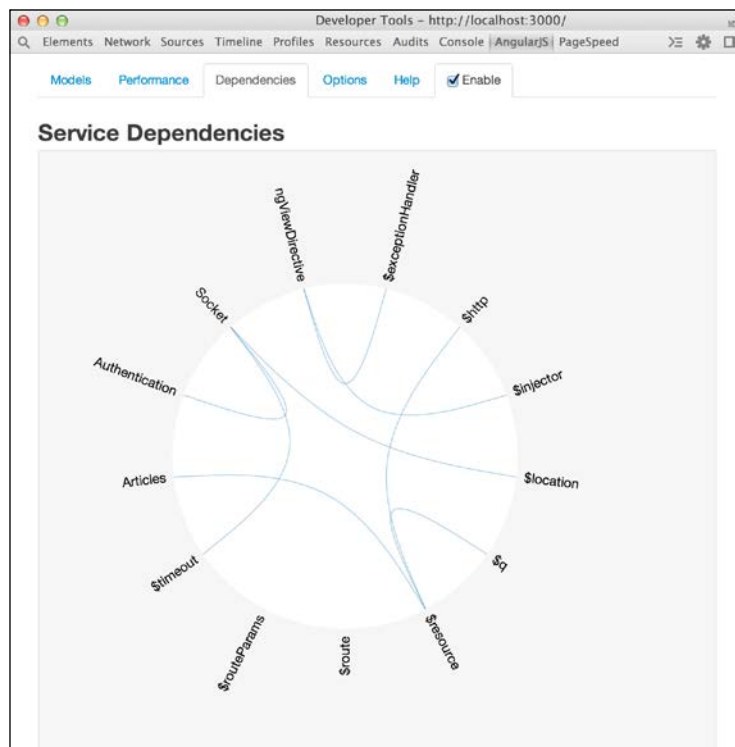 Developer Tools - http://localhost:3000/
Elements Network Sources Timeline Profiles Resources Audits Console AngularJS PageSpeed
Models Performance Dependencies Options Help Enable
Service Dependencies
ngViewDirective
$exceptionHandler
Socket
$http
Authentication
$injector
Articles
$location
$timeout
$q
$routeParams
$route
$resource